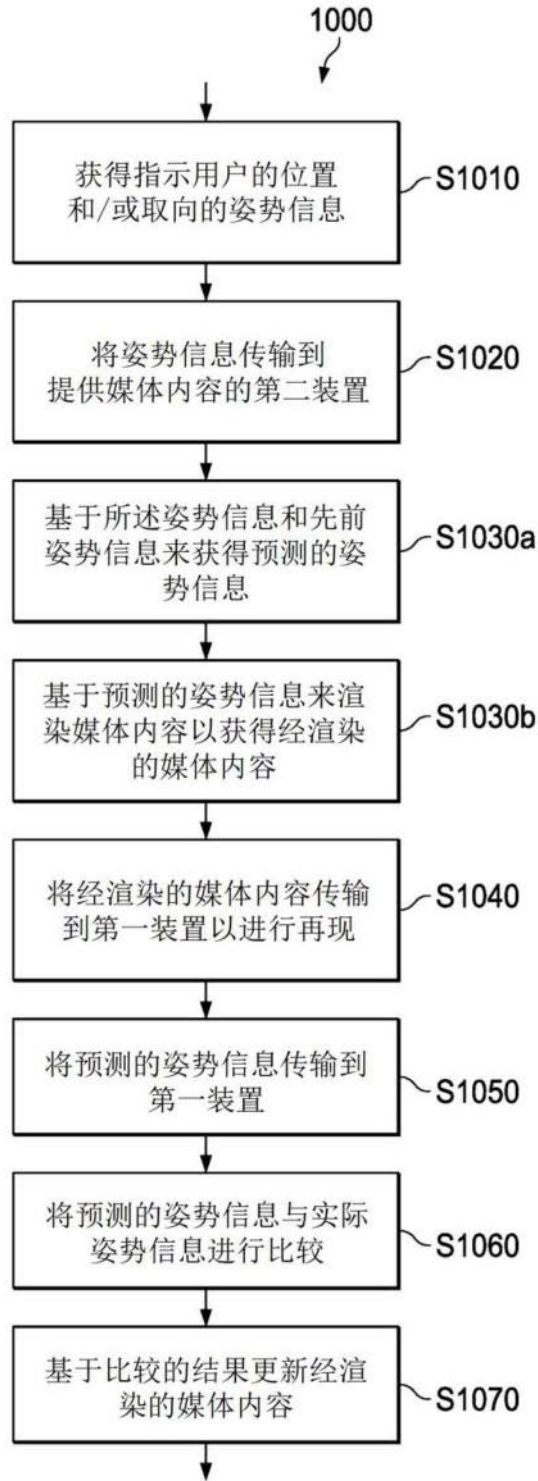 1000
获得指示用户的位置
和/或取向的姿势信息
S1010
将姿势信息传输到
提供媒体内容的第二装置
S1020
基于所述姿势信息和先前
姿势信息来获得预测的姿
势信息
S1030a
基于预测的姿势信息来渲
染媒体内容以获得经渲染
的媒体内容
S1030b
将经渲染的媒体内容传输
到第一装置以进行再现
S1040
将预测的姿势信息传输到
第一装置
S1050
将预测的姿势信息与实际
姿势信息进行比较
S1060
基于比较的结果更新经渲
染的媒体内容
S1070